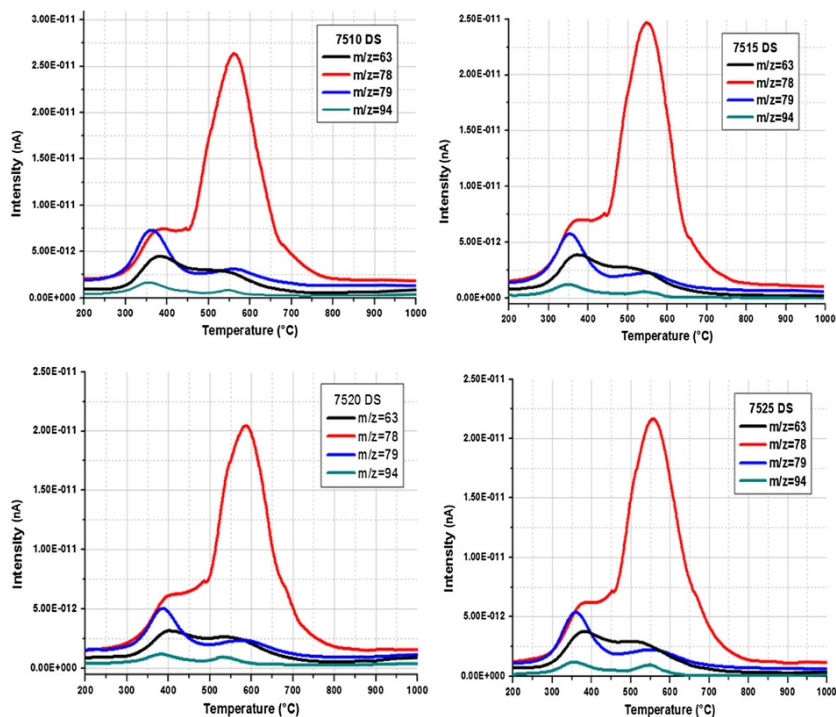 7510 DS
m/z=63
m/z=78
m/z=79
m/z=94
3.00E-011
2.50E-011
2.00E-011
1.50E-011
1.00E-011
5.00E-012
0.00E+000
Intensity (nA)
200 300 400 500 600 700 800 900 1000
Temperature (°C)
7515 DS
m/z=63
m/z=78
m/z=79
m/z=94
2.50E-011
2.00E-011
1.50E-011
1.00E-011
5.00E-012
0.00E+000
Intensity (nA)
200 300 400 500 600 700 800 900 1000
Temperature (°C)
7520 DS
m/z=63
m/z=78
m/z=79
m/z=94
2.50E-011
2.00E-011
1.50E-011
1.00E-011
5.00E-012
0.00E+000
Intensity (nA)
200 300 400 500 600 700 800 900 1000
Temperature (°C)
7525 DS
m/z=63
m/z=78
m/z=79
m/z=94
2.50E-011
2.00E-011
1.50E-011
1.00E-011
5.00E-012
0.00E+000
Intensity (nA)
200 300 400 500 600 700 800 900 1000
Temperature (°C)